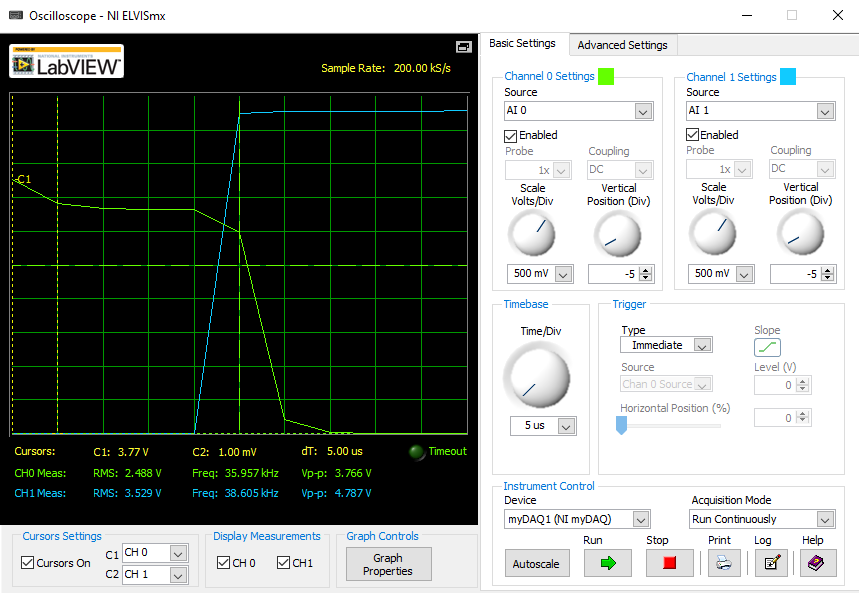 Oscilloscope - NI ELVISmx
POWERED BY
NATIONAL INSTRUMENTS
LabVIEW™
Sample Rate: 200.00 kS/s
C1
Cursors: C1: 3.77 V C2: 1.00 mV dT: 5.00 us Timeout
CH0 Meas: RMS: 2.488 V Freq: 35.957 kHz Vp-p: 3.766 V
CH1 Meas: RMS: 3.529 V Freq: 38.605 kHz Vp-p: 4.787 V
Cursors Settings
Cursors On
C1 CH 0
C2 CH 1
Display Measurements
CH 0 CH1
Graph Controls
Graph
Properties
Basic Settings Advanced Settings
Channel 0 Settings
Source
AI 0
Enabled
Probe Coupling
1x DC
Scale Vertical
Volts/Div Position (Div)
500 mV -5
Channel 1 Settings
Source
AI 1
Enabled
Probe Coupling
1x DC
Scale Vertical
Volts/Div Position (Div)
500 mV -5
Timebase
Time/Div
5 us
Trigger
Type Slope
Immediate
Source Level (V)
Chan 0 Source 0
Horizontal Position (%)
0
Instrument Control
Device Acquisition Mode
myDAQ1 (NI myDAQ) Run Continuously
Run Stop Print Log Help
Autoscale